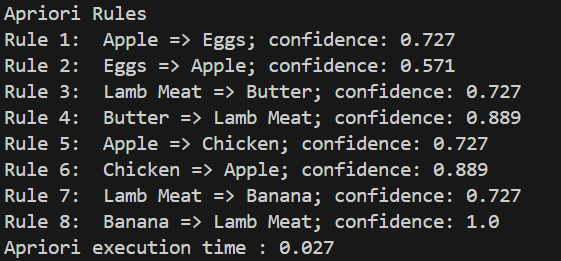 Apriori Rules
Rule 1:  Apple => Eggs; confidence: 0.727
Rule 2:  Eggs => Apple; confidence: 0.571
Rule 3:  Lamb Meat => Butter; confidence: 0.727
Rule 4:  Butter => Lamb Meat; confidence: 0.889
Rule 5:  Apple => Chicken; confidence: 0.727
Rule 6:  Chicken => Apple; confidence: 0.889
Rule 7:  Lamb Meat => Banana; confidence: 0.727
Rule 8:  Banana => Lamb Meat; confidence: 1.0
Apriori execution time : 0.027